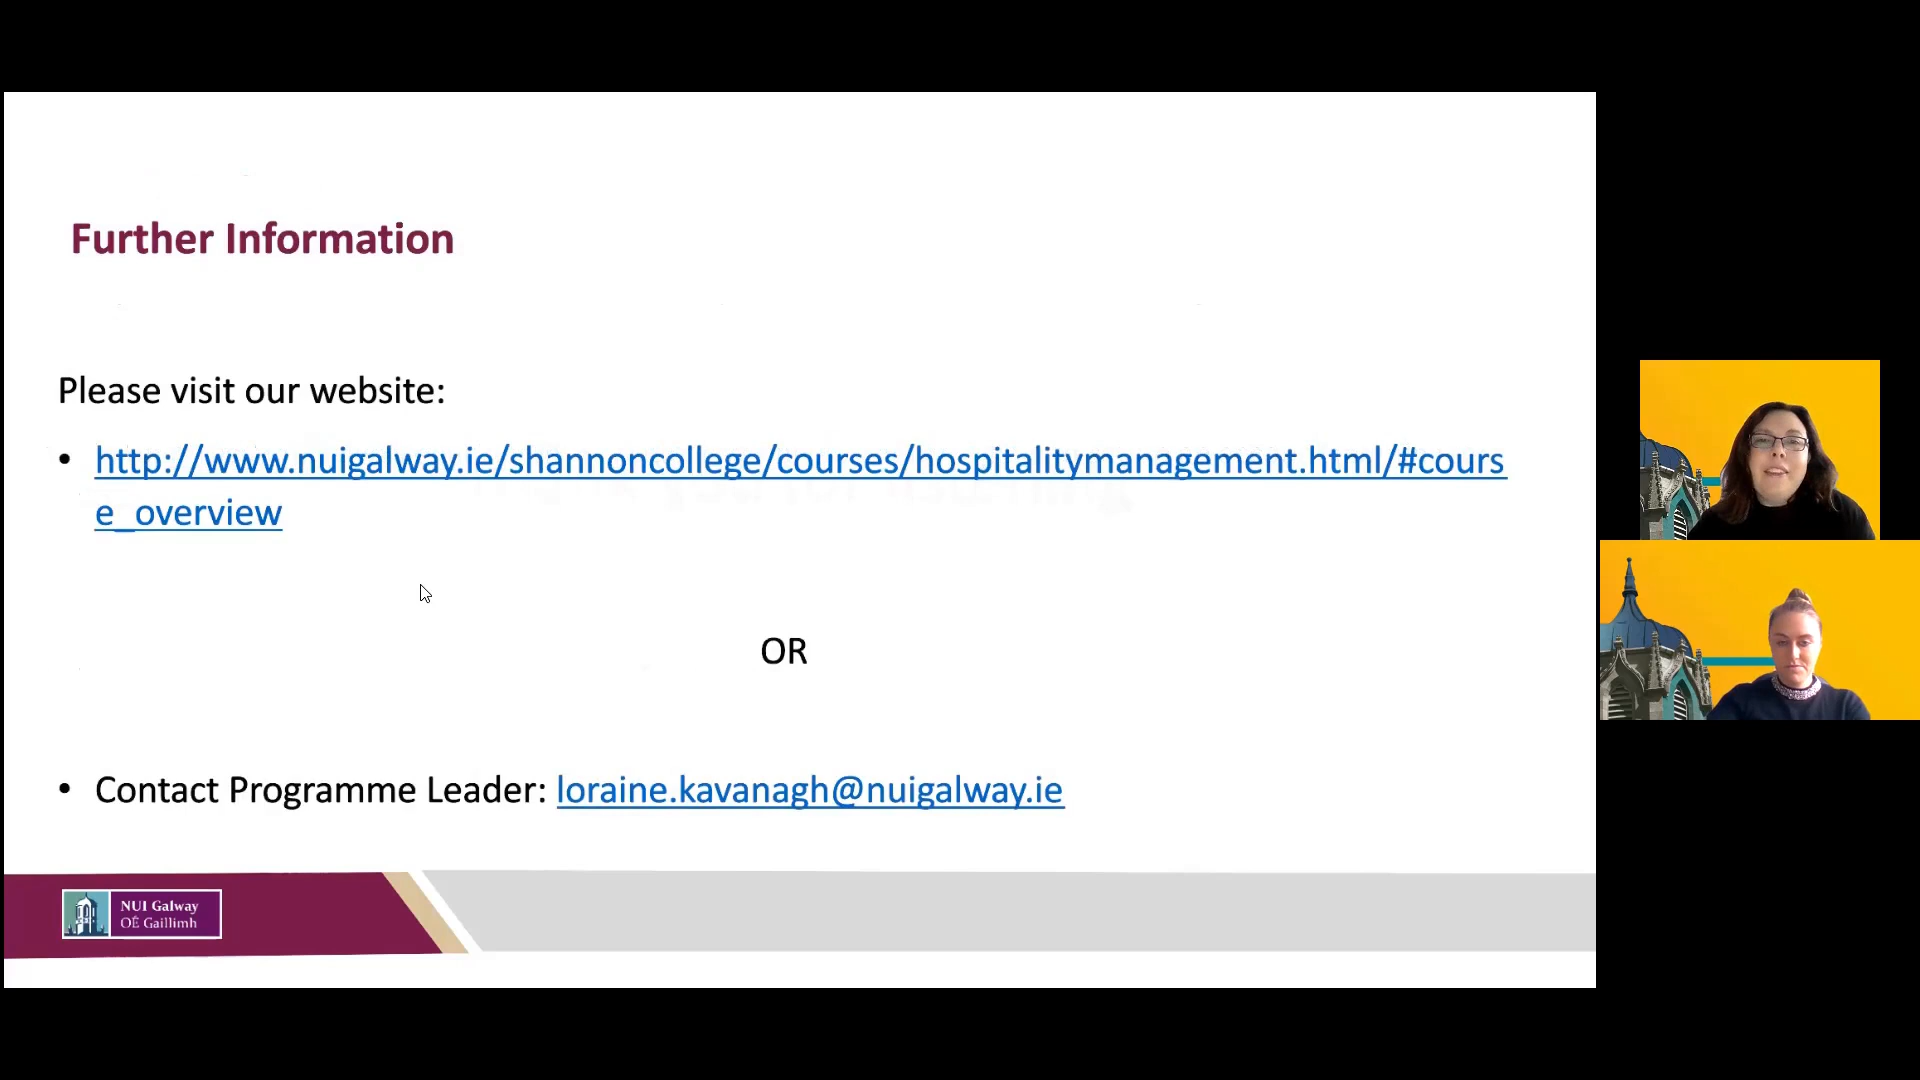 Further Information
Please visit our website:
• http://www.nuigalway.ie/shannoncollege/courses/hospitalitymanagement.html/#cours
e_overview
OR
• Contact Programme Leader: loraine.kavanagh@nuigalway.ie
NUI Galway
OÉ Gaillimh